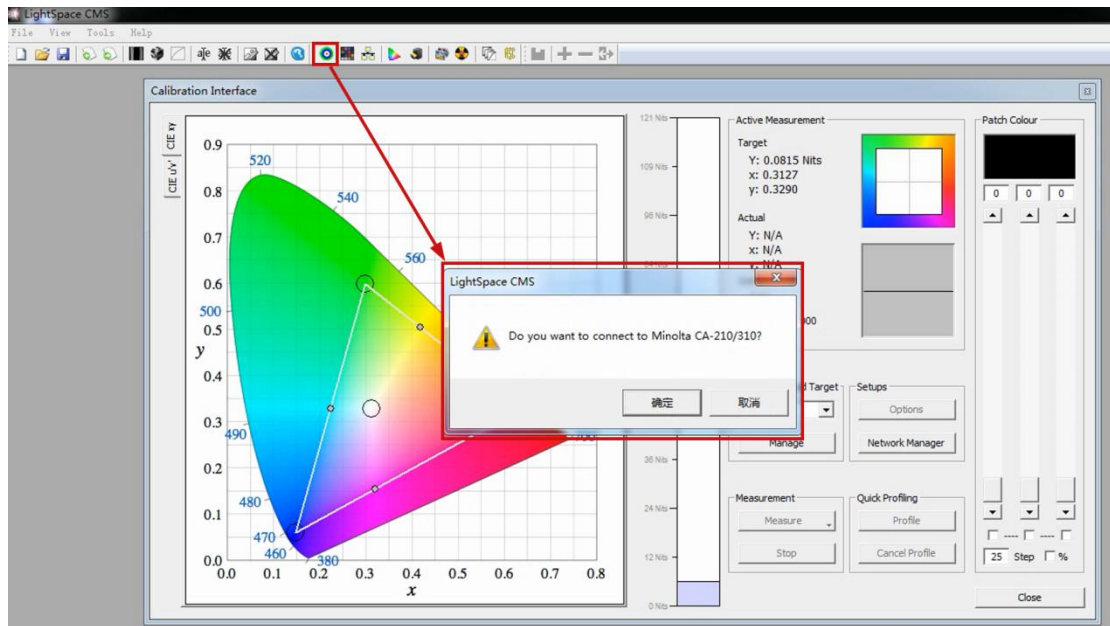 LightSpace CMS
File View Tools Help
Calibration Interface
CIE xy
CIE u'v'
0.9
0.8
0.7
0.6
0.5
0.4
0.3
0.2
0.1
0.0
y
520
540
560
500
490
480
470
460
380
0.0 0.1 0.2 0.3 0.4 0.5 0.6 0.7 0.8
x
121 Nits
109 Nits
36 Nits
24 Nits
12 Nits
0 Nits
Active Measurement
Target
Y: 0.0815 Nits
x: 0.3127
y: 0.3290
Actual
Y: N/A
x: N/A
LightSpace CMS
Do you want to connect to Minolta CA-210/310?
确定 取消
Target
Manage
Setups
Options
Network Manager
Measurement
Measure
Stop
Quick Profiling
Profile
Cancel Profile
Patch Colour
0 0 0
25 Step %
Close